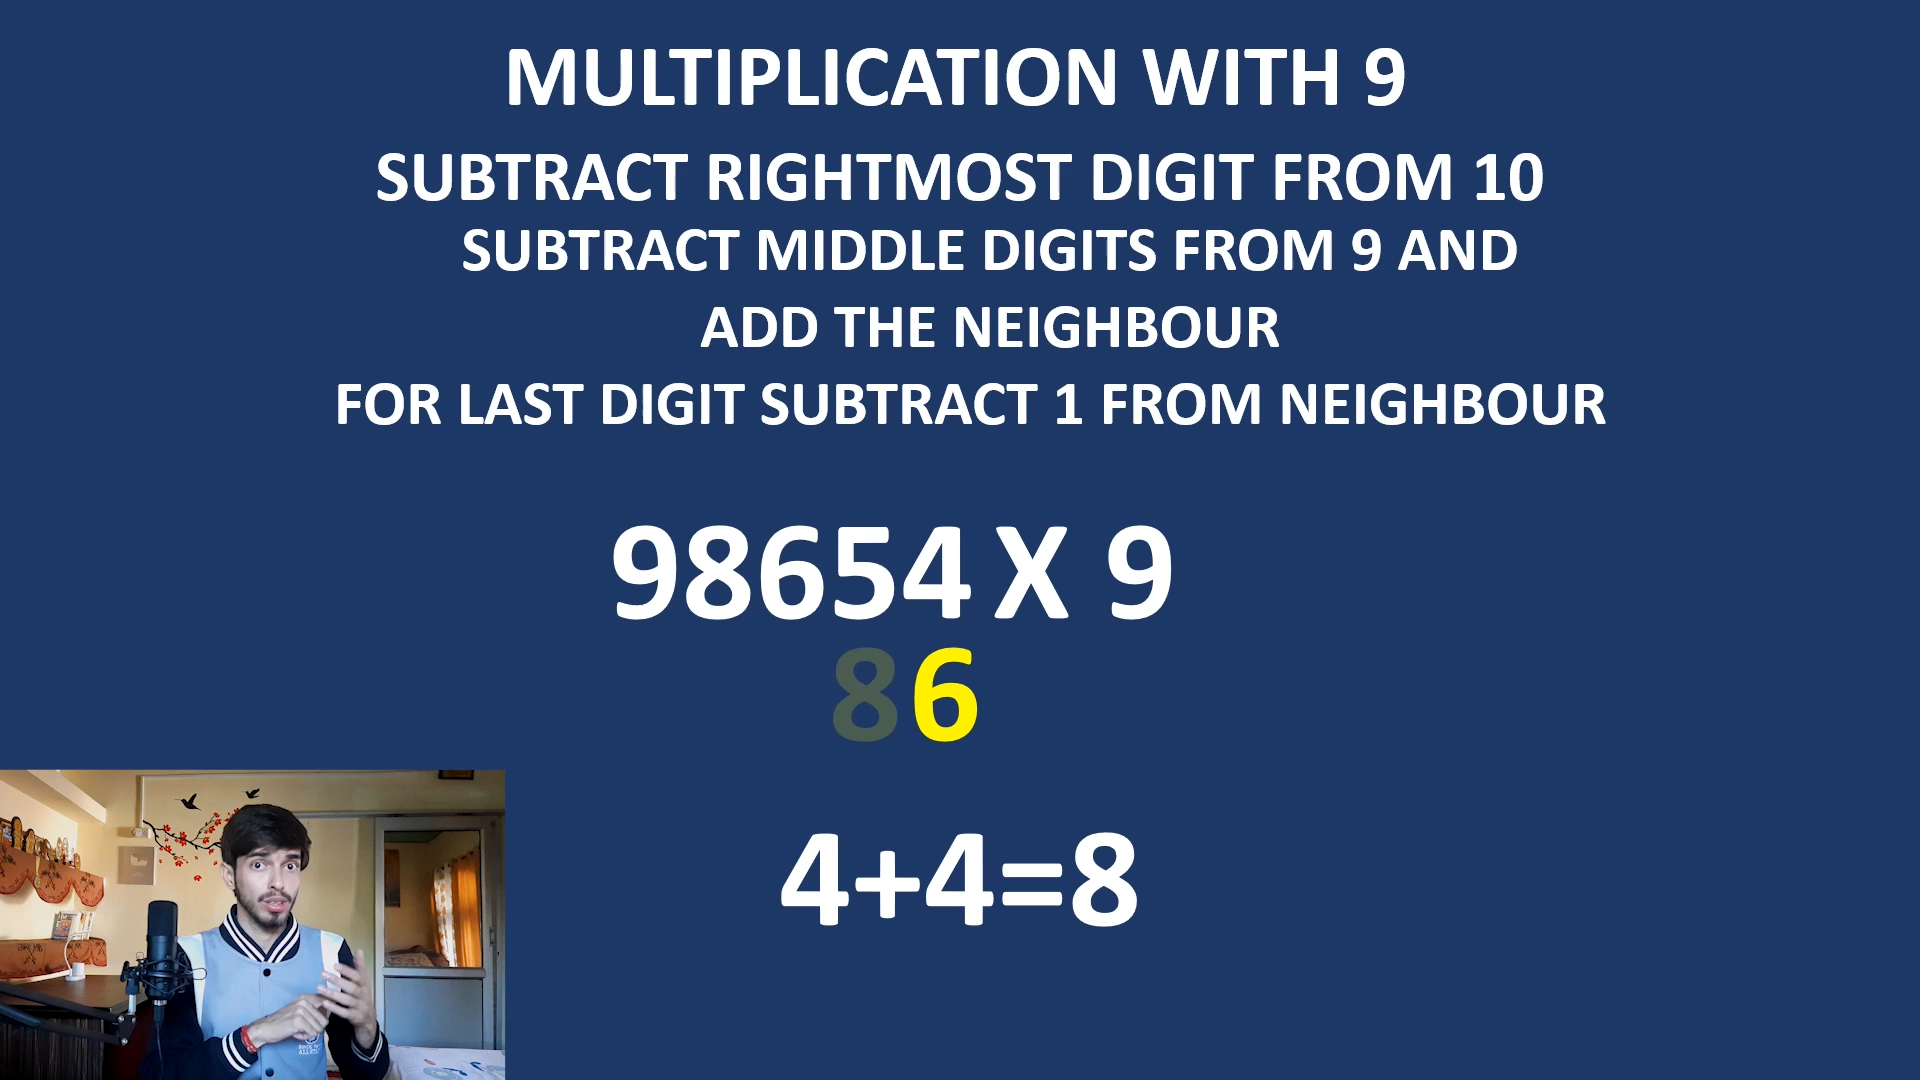 MULTIPLICATION WITH 9
SUBTRACT RIGHTMOST DIGIT FROM 10
SUBTRACT MIDDLE DIGITS FROM 9 AND
ADD THE NEIGHBOUR
FOR LAST DIGIT SUBTRACT 1 FROM NEIGHBOUR
98654 X 9
86
4+4=8